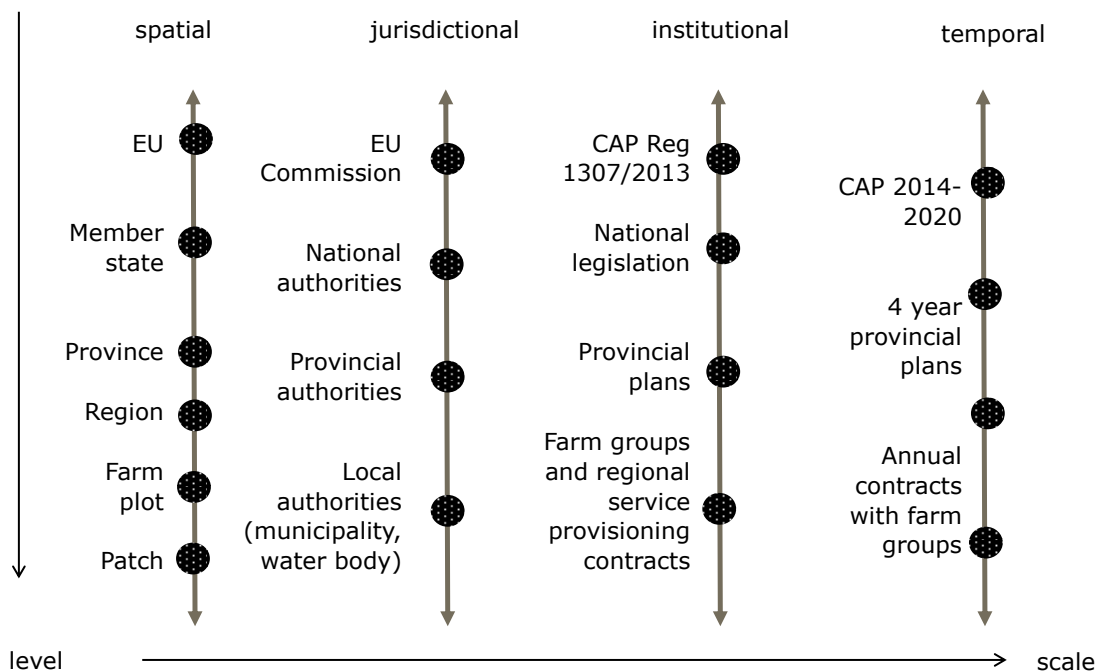 spatial
jurisdictional
institutional
temporal
EU
Member
state
Province
Region
Farm
plot
Patch
EU
Commission
National
authorities
Provincial
authorities
Local
authorities
(municipality,
water body)
CAP Reg
1307/2013
National
legislation
Provincial
plans
Farm groups
and regional
service
provisioning
contracts
CAP 2014-
2020
4 year
provincial
plans
Annual
contracts
with farm
groups
level
scale